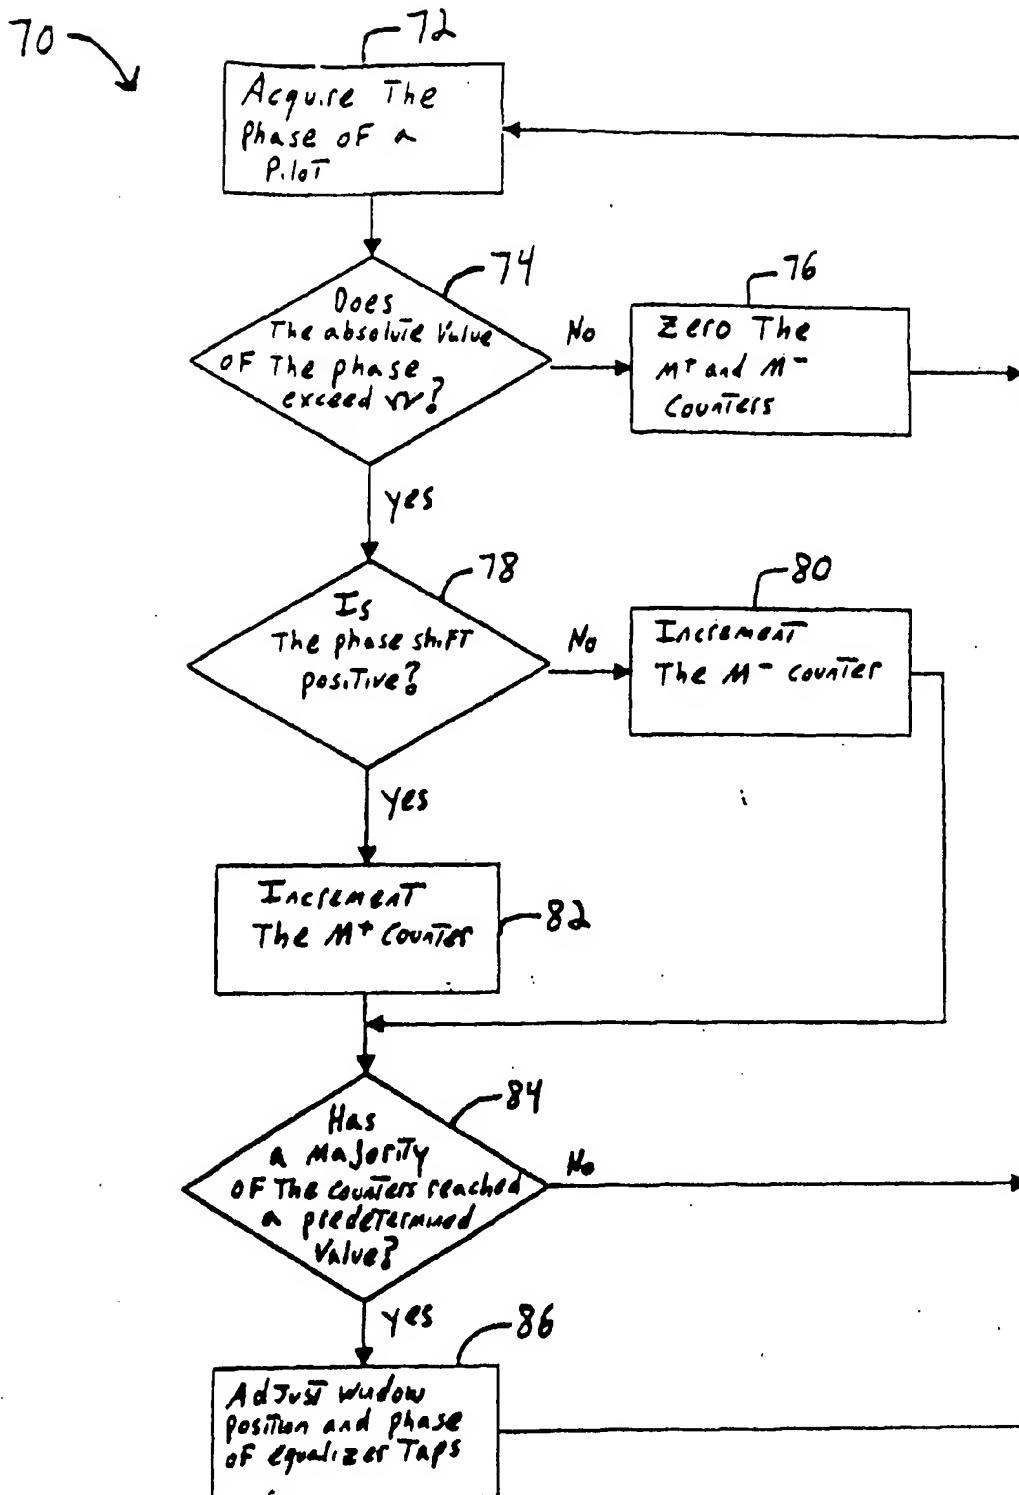 70
72
Acquire The
phase of a
Pilot
74
Does
The absolute Value
of The phase
exceed π?
No
76
Zero The
M+ and M-
Counters
yes
78
Is
The phase shift
positive?
No
80
Increment
The M- counter
yes
Increment
The M+ Counter
82
84
Has
a Majority
of The counters reached
a predetermined
Value?
No
yes
86
Adjust window
position and phase
of equalizer Taps